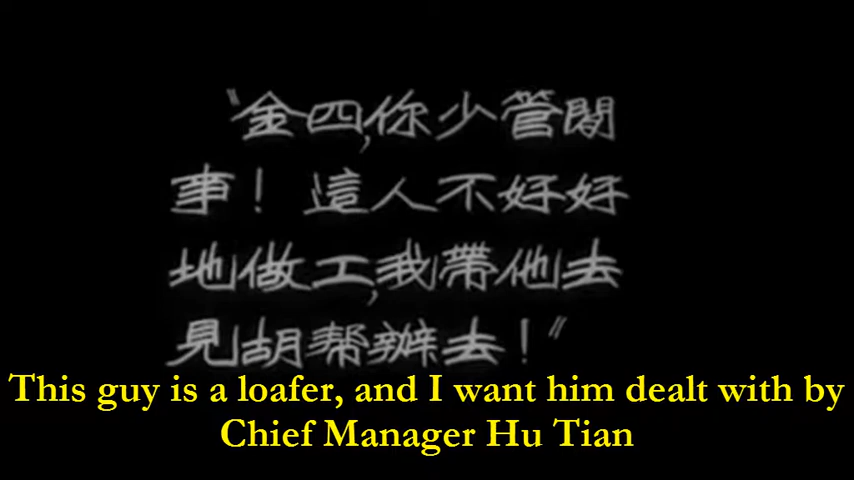 “金四,你少管閒
事！這人不好好
地做工,我帶他去
見胡帮辦去！”
This guy is a loafer, and I want him dealt with by
Chief Manager Hu Tian